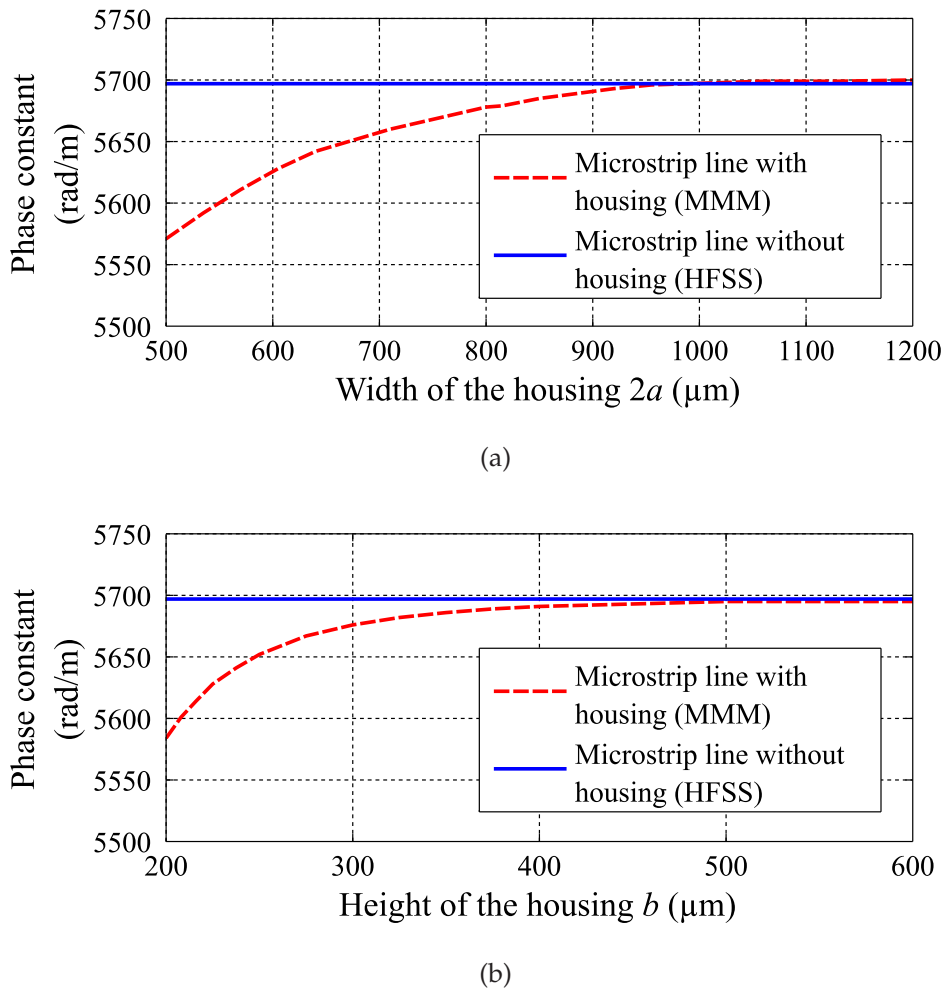 5750
5700
5650
5600
5550
5500
Phase constant
(rad/m)
Microstrip line with
housing (MMM)
Microstrip line without
housing (HFSS)
500 600 700 800 900 1000 1100 1200
Width of the housing 2a (µm)
(a)
5750
5700
5650
5600
5550
5500
Phase constant
(rad/m)
Microstrip line with
housing (MMM)
Microstrip line without
housing (HFSS)
200 300 400 500 600
Height of the housing b (µm)
(b)